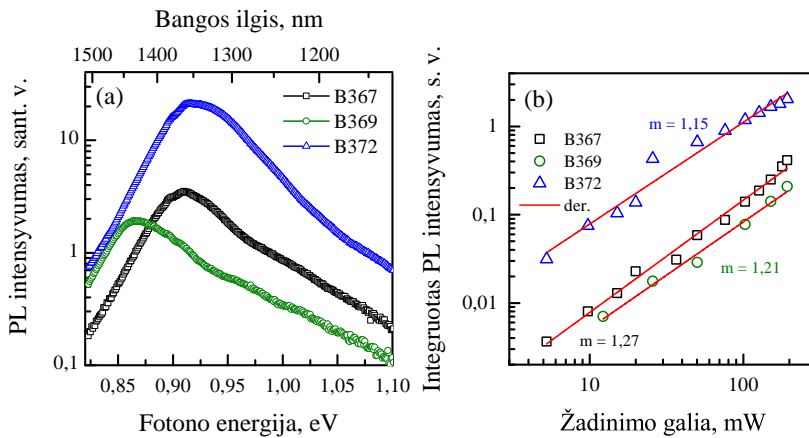 Bangos ilgis, nm
1500 1400 1300 1200
(a)
B367
B369
B372
PL intensyvumas, sant. v.
10
1
0,1
0,85 0,90 0,95 1,00 1,05 1,10
Fotono energija, eV
(b)
m = 1,15
B367
B369
B372
der.
m = 1,21
m = 1,27
Integruotas PL intensyvumas, s. v.
1
0,1
0,01
10 100
Žadinimo galia, mW